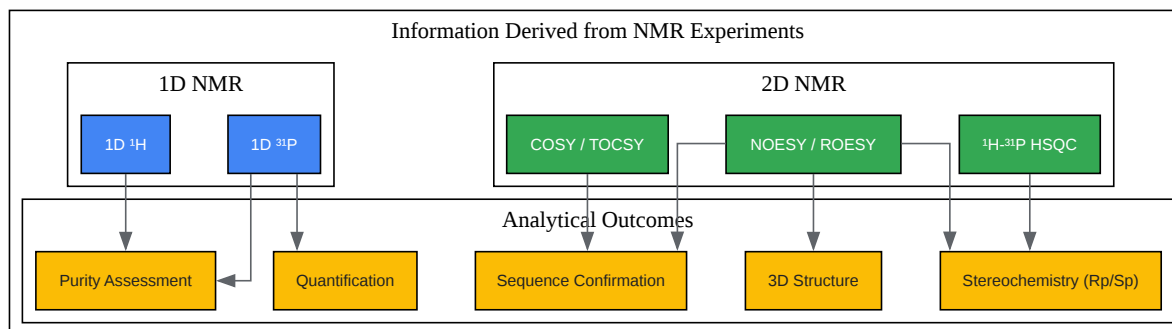 Information Derived from NMR Experiments
1D NMR
2D NMR
1D ¹H
1D ³¹P
COSY / TOCSY
NOESY / ROESY
¹H-³¹P HSQC
Analytical Outcomes
Purity Assessment
Quantification
Sequence Confirmation
3D Structure
Stereochemistry (Rp/Sp)